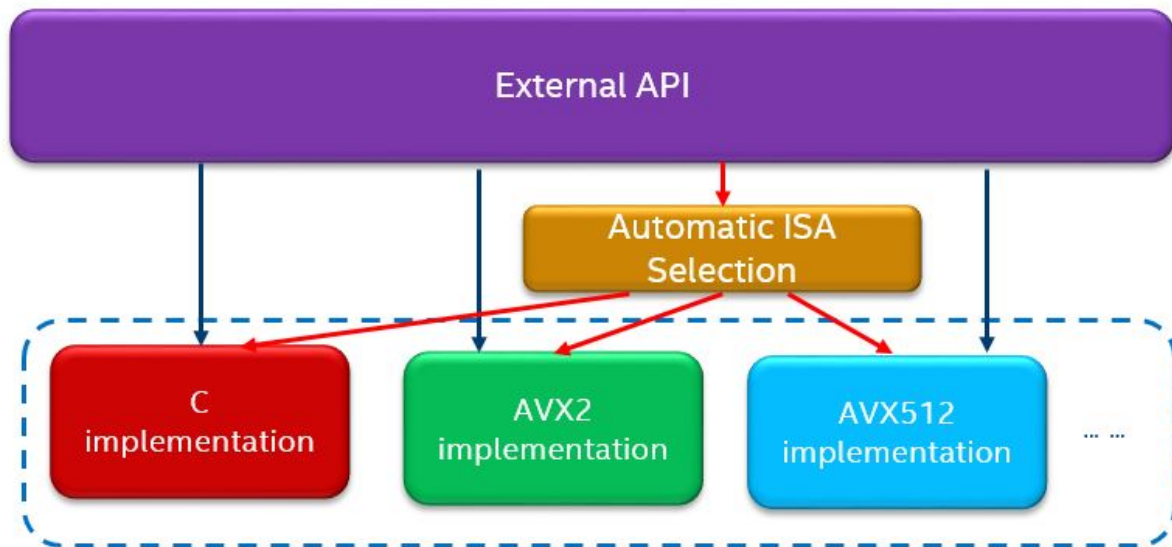 External API
Automatic ISA
Selection
C
implementation
AVX2
implementation
AVX512
implementation
... ...